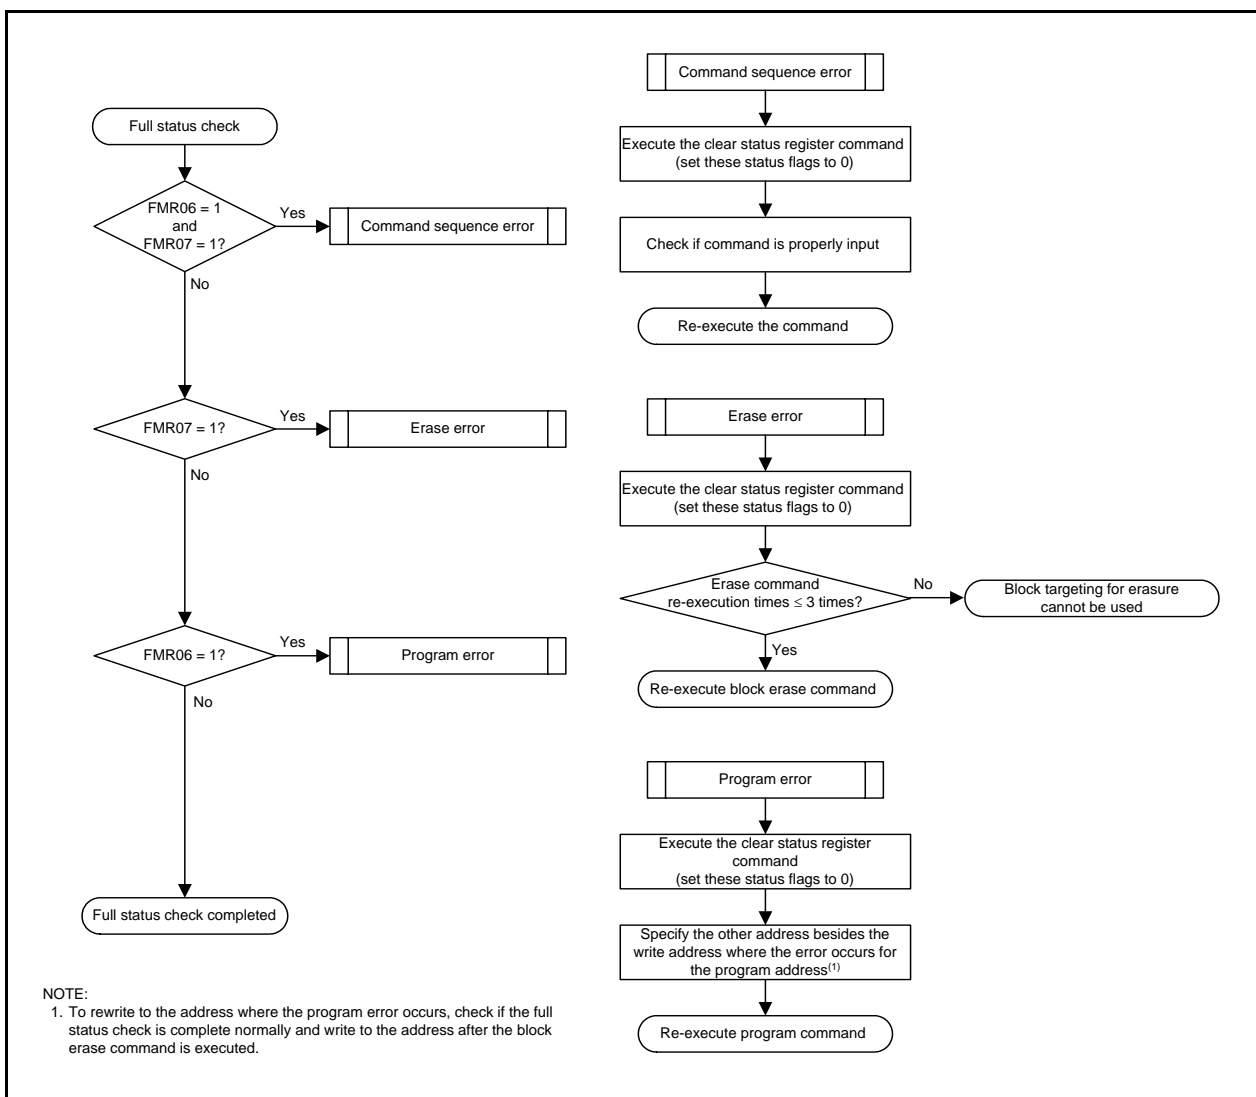 Full status check
FMR06 = 1
and
FMR07 = 1?
Yes
Command sequence error
No
FMR07 = 1?
Yes
Erase error
No
FMR06 = 1?
Yes
Program error
No
Full status check completed
Command sequence error
Execute the clear status register command
(set these status flags to 0)
Check if command is properly input
Re-execute the command
Erase error
Execute the clear status register command
(set these status flags to 0)
Erase command
re-execution times ≤ 3 times?
No
Block targeting for erasure
cannot be used
Yes
Re-execute block erase command
Program error
Execute the clear status register
command
(set these status flags to 0)
Specify the other address besides the
write address where the error occurs for
the program address(1)
Re-execute program command
NOTE:
1. To rewrite to the address where the program error occurs, check if the full
status check is complete normally and write to the address after the block
erase command is executed.